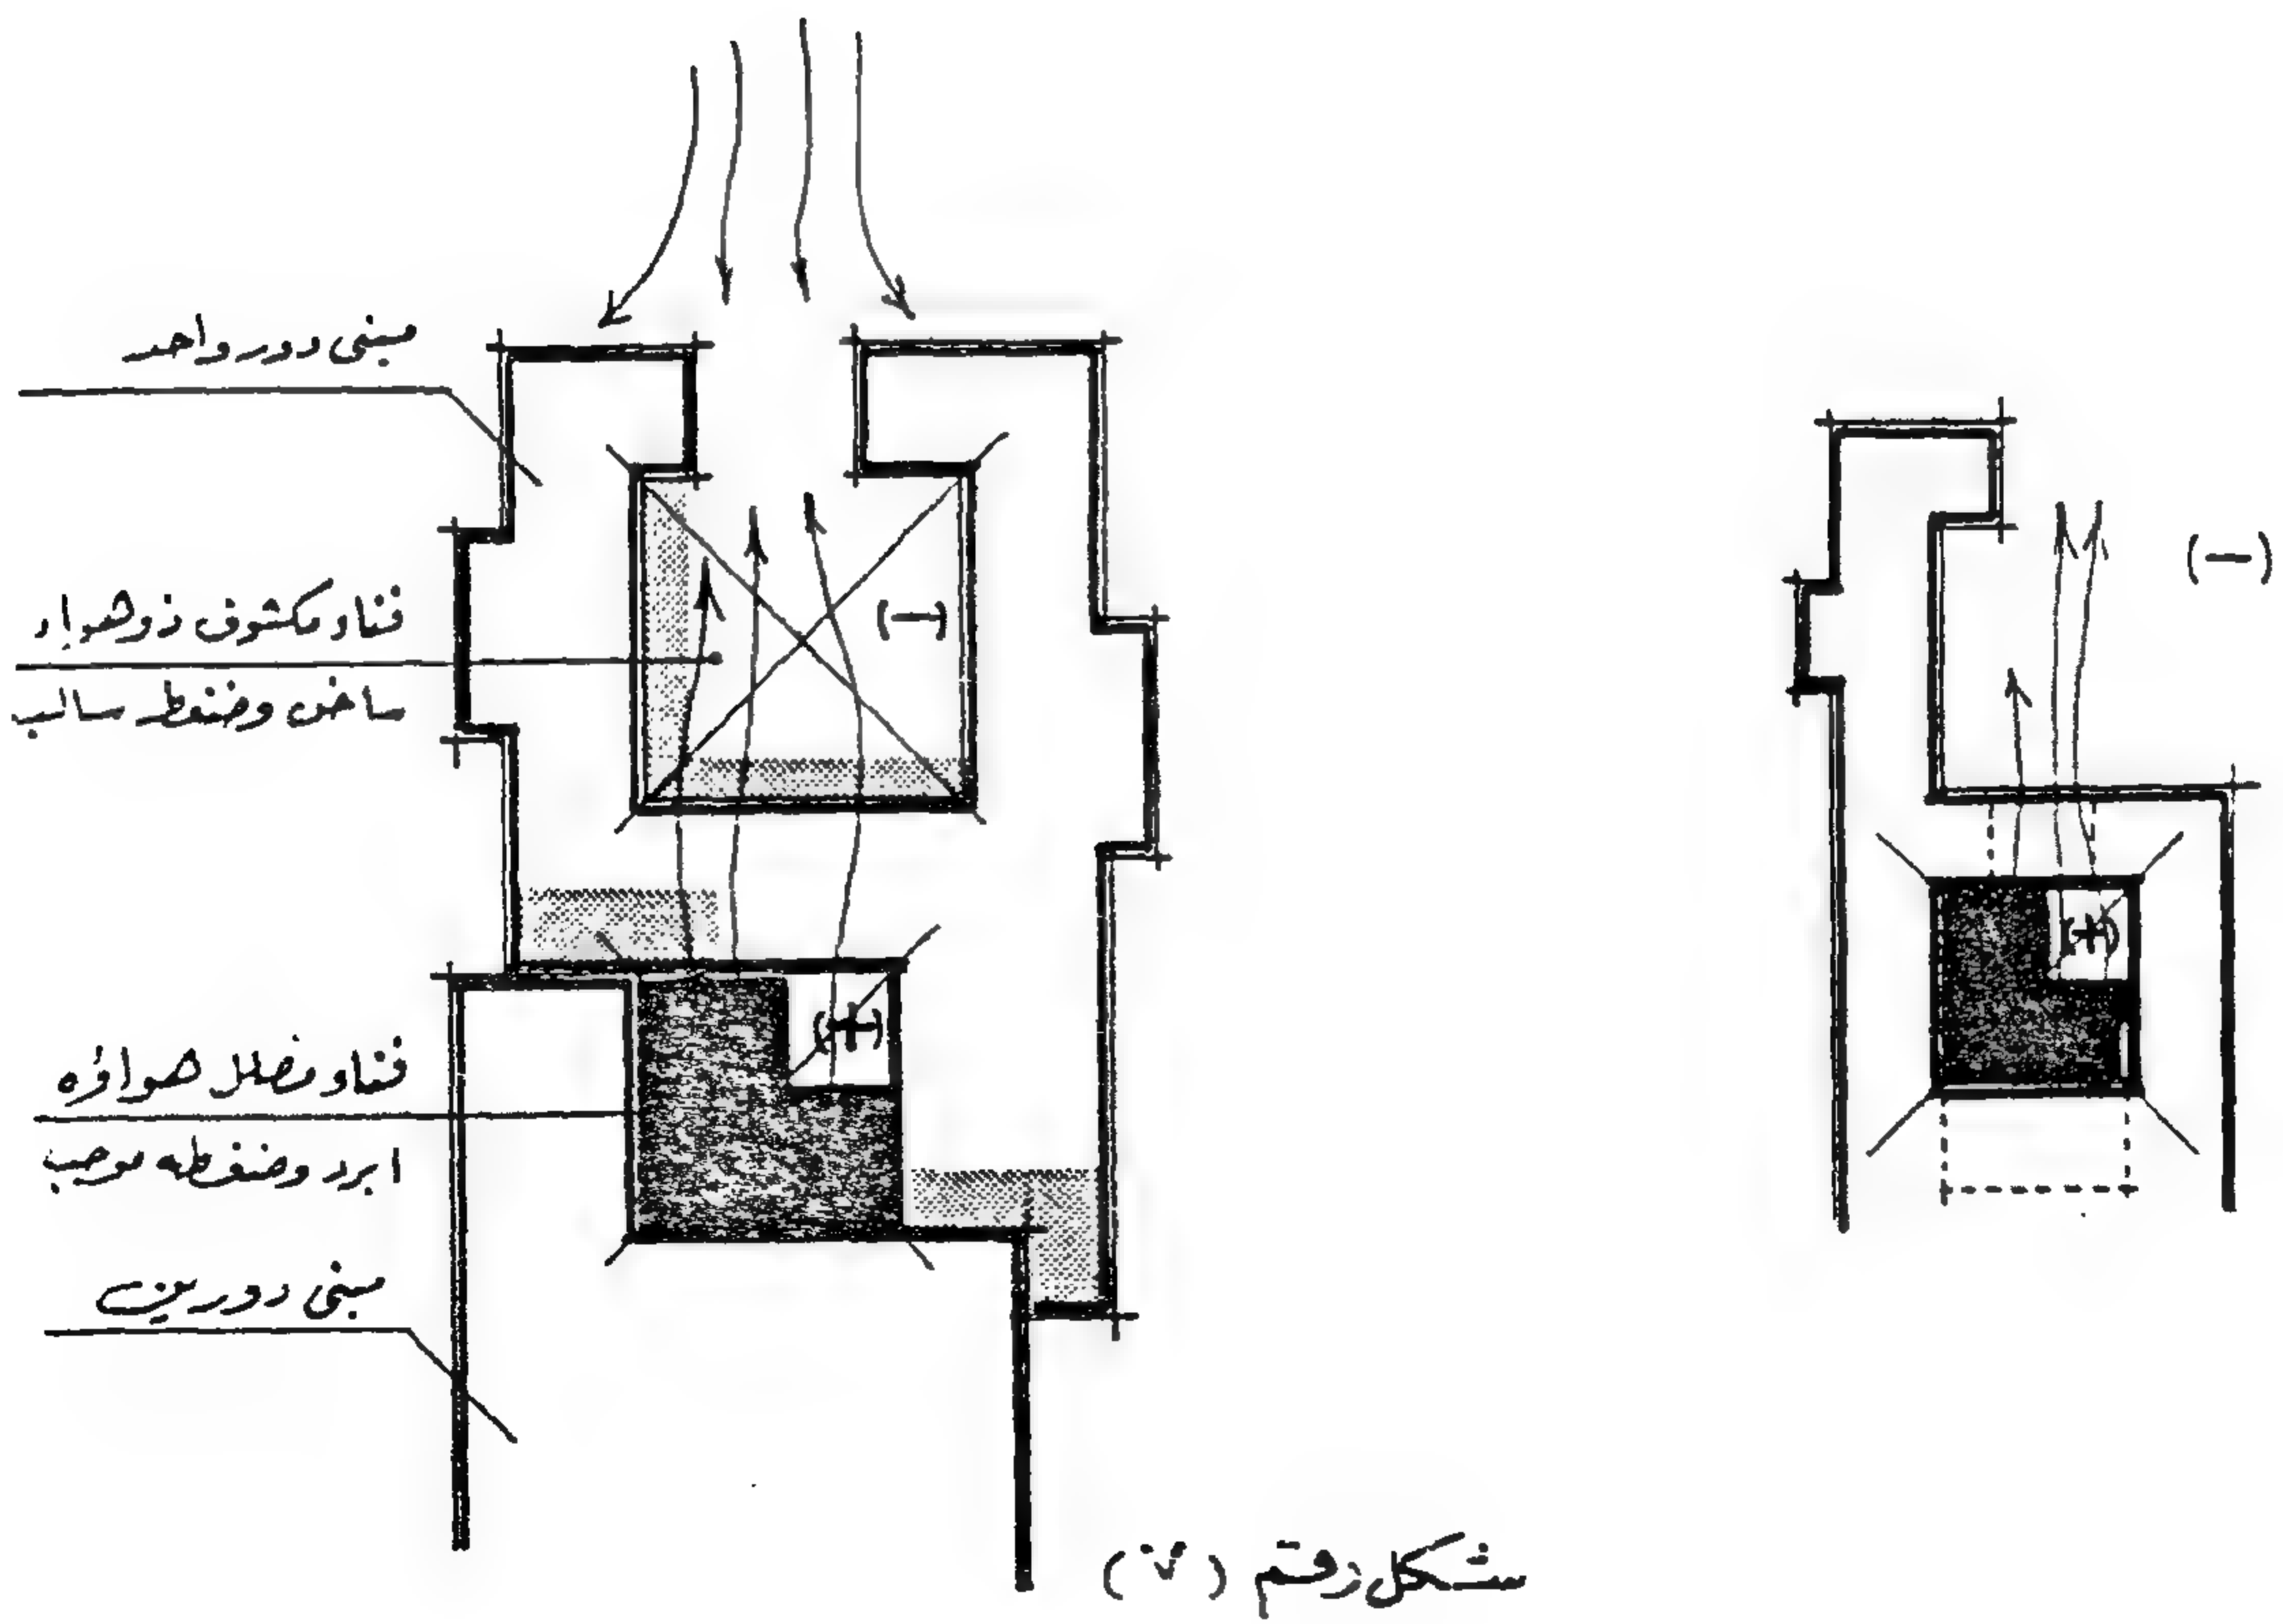 مبنى دور واحد
(-)
فناء مكشوف ذو هواء
(-)
ساخن وضغط سالب
(+)
(+)
فناء مظلل هواؤه
ابرد وضغطه موجب
مبنى دورين
شكل رقم (٧)